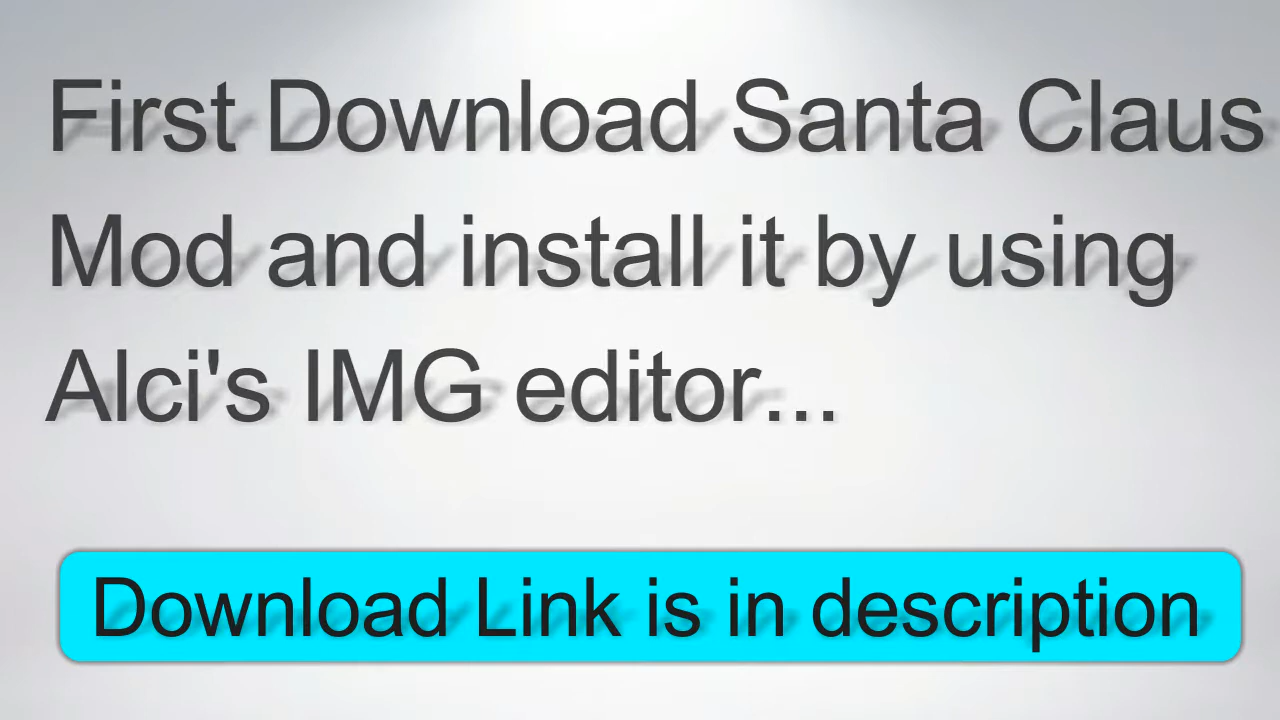 First Download Santa Claus
Mod and install it by using
Alci's IMG editor...
Download Link is in description